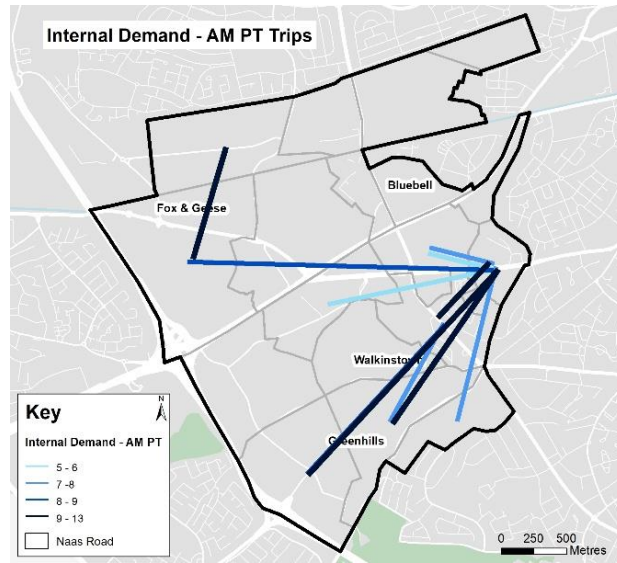 Internal Demand - AM PT Trips
Bluebell
Fox & Geese
Walkinstown
Greenhills
Key
N
Internal Demand - AM PT
5 - 6
7 -8
8 - 9
9 - 13
Naas Road
0 250 500
Metres